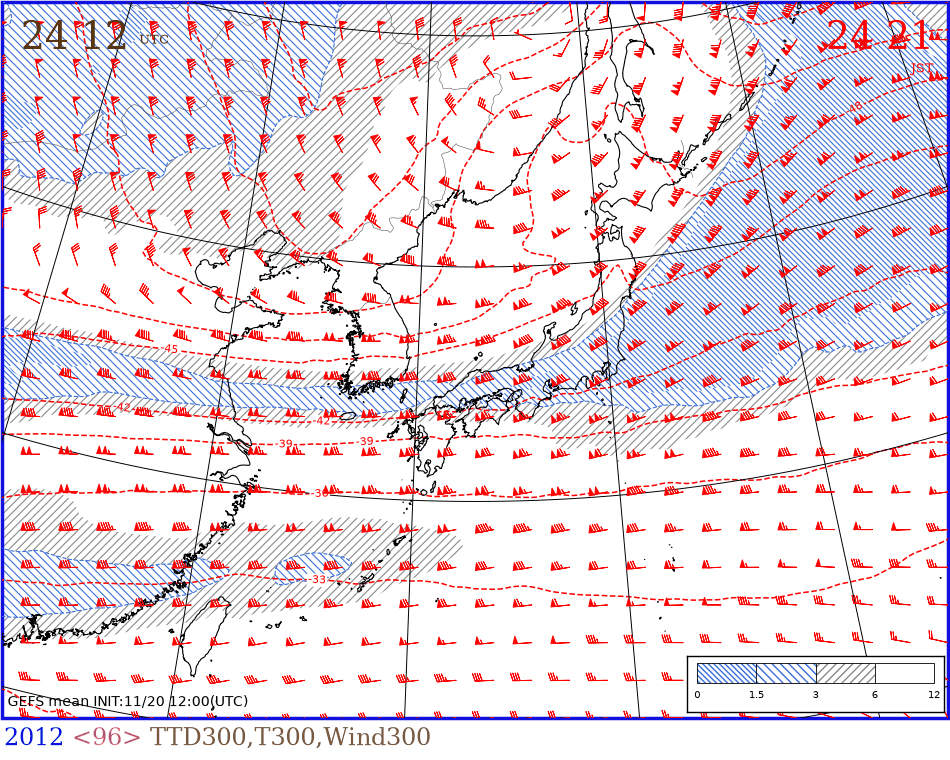 24 12 UTC
24 21
JST
-48
-45
-42
-42
-39
-39
-36
-33
0 1.5 3 6 12
GEFS mean INIT:11/20 12:00(UTC)
2012 <96> TTD300,T300,Wind300